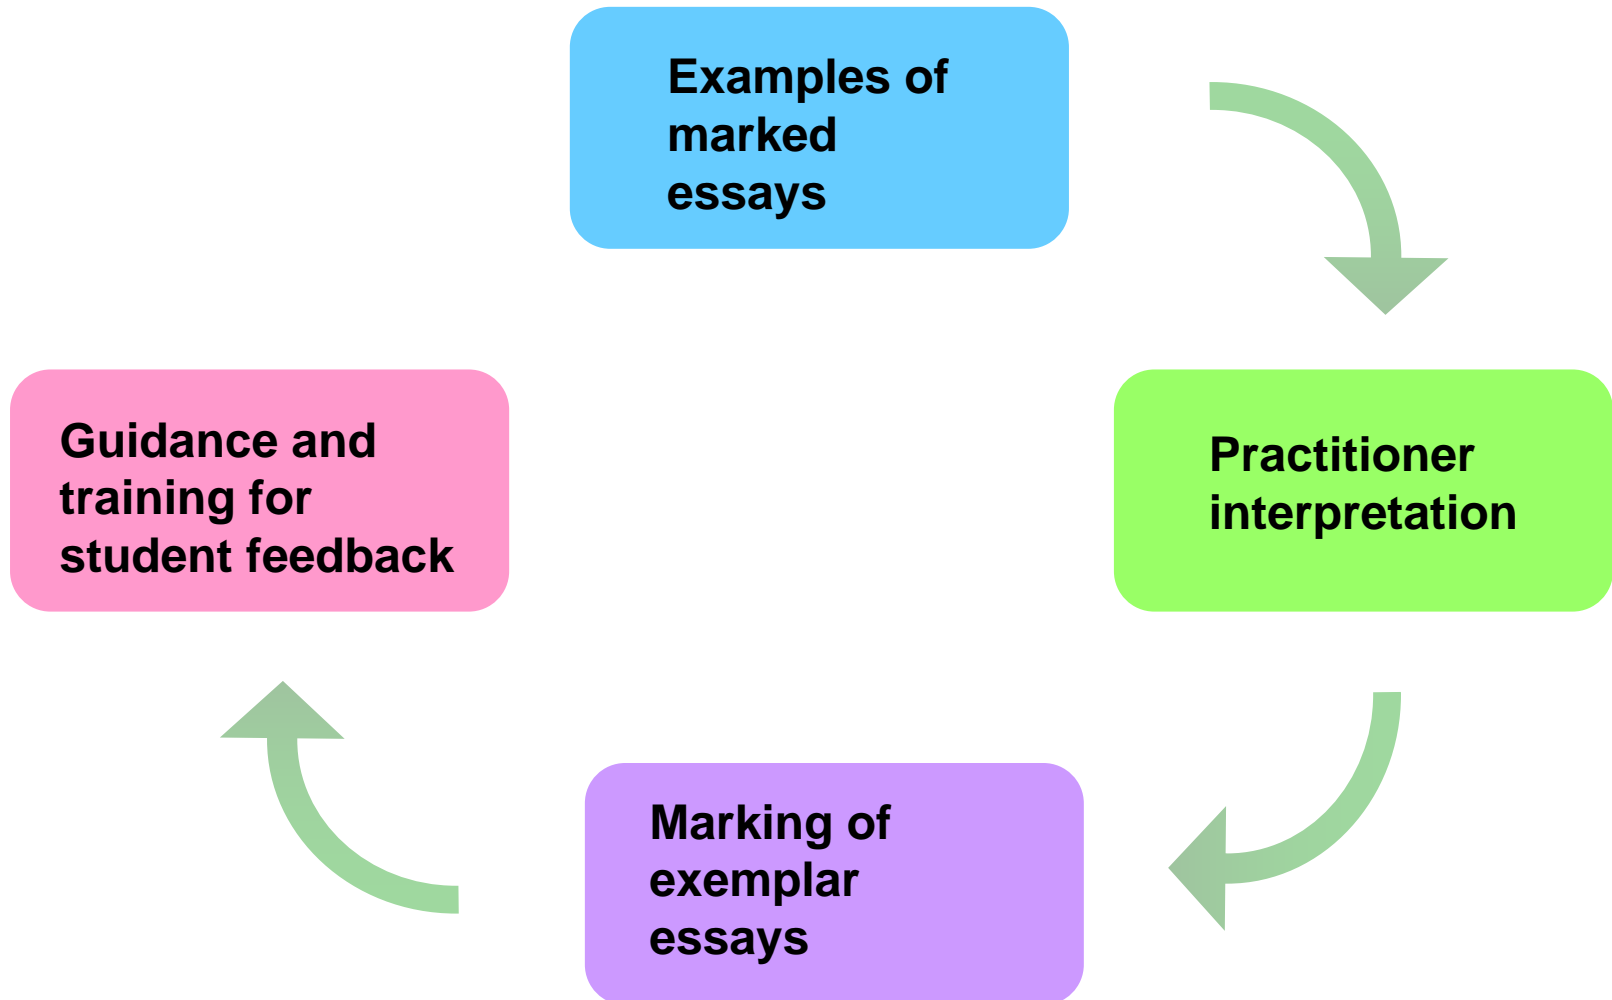 Examples of
marked
essays
Guidance and
training for
student feedback
Practitioner
interpretation
Marking of
exemplar
essays